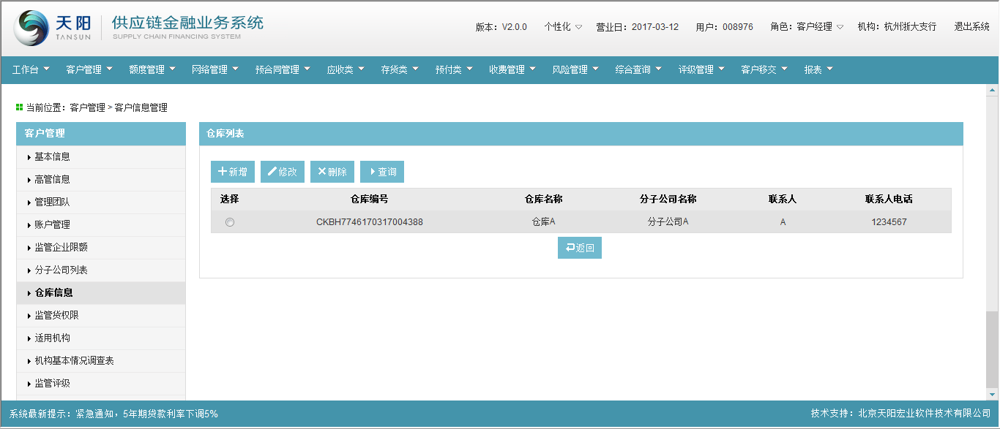 天阳 TANSUN 供应链金融业务系统 SUPPLY CHAIN FINANCING SYSTEM
版本：V2.0.0 个性化 营业日：2017-03-12 用户：008976 角色：客户经理 机构：杭州浙大支行 退出系统
工作台 客户管理 额度管理 网络管理 预合同管理 应收类 存货类 预付类 收费管理 风险管理 综合查询 评级管理 客户移交 报表
当前位置：客户管理 > 客户信息管理
客户管理
基本信息
高管信息
管理团队
账户管理
监管企业限额
分子公司列表
仓库信息
监管货权限
适用机构
机构基本情况调查表
监管评级
仓库列表
新增 修改 删除 查询
选择 仓库编号 仓库名称 分子公司名称 联系人 联系人电话
CKBH7746170317004388 仓库A 分子公司A A 1234567
返回
系统最新提示：紧急通知，5年期贷款利率下调5%
技术支持：北京天阳宏业软件技术有限公司